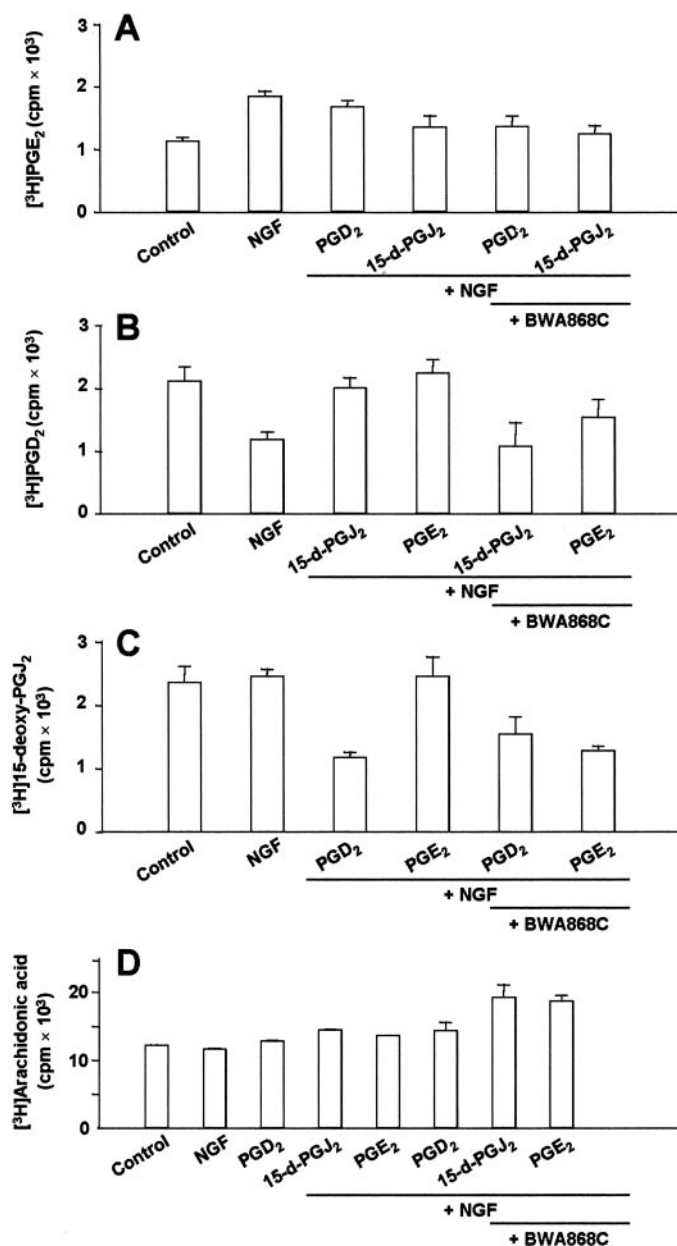 A
[³H]PGE₂ (cpm × 10³)
3
2
1
0
Control NGF PGD₂ 15-d-PGJ₂ PGD₂ 15-d-PGJ₂
+ NGF
+ BWA868C
B
[³H]PGD₂ (cpm × 10³)
3
2
1
0
Control NGF 15-d-PGJ₂ PGE₂ 15-d-PGJ₂ PGE₂
+ NGF
+ BWA868C
C
[³H]15-deoxy-PGJ₂
(cpm × 10³)
3
2
1
0
Control NGF PGD₂ PGE₂ PGD₂ PGE₂
+ NGF
+ BWA868C
D
[³H]Arachidonic acid
(cpm × 10³)
20
10
0
Control NGF PGD₂ 15-d-PGJ₂ PGE₂ PGD₂ 15-d-PGJ₂ PGE₂
+ NGF
+ BWA868C